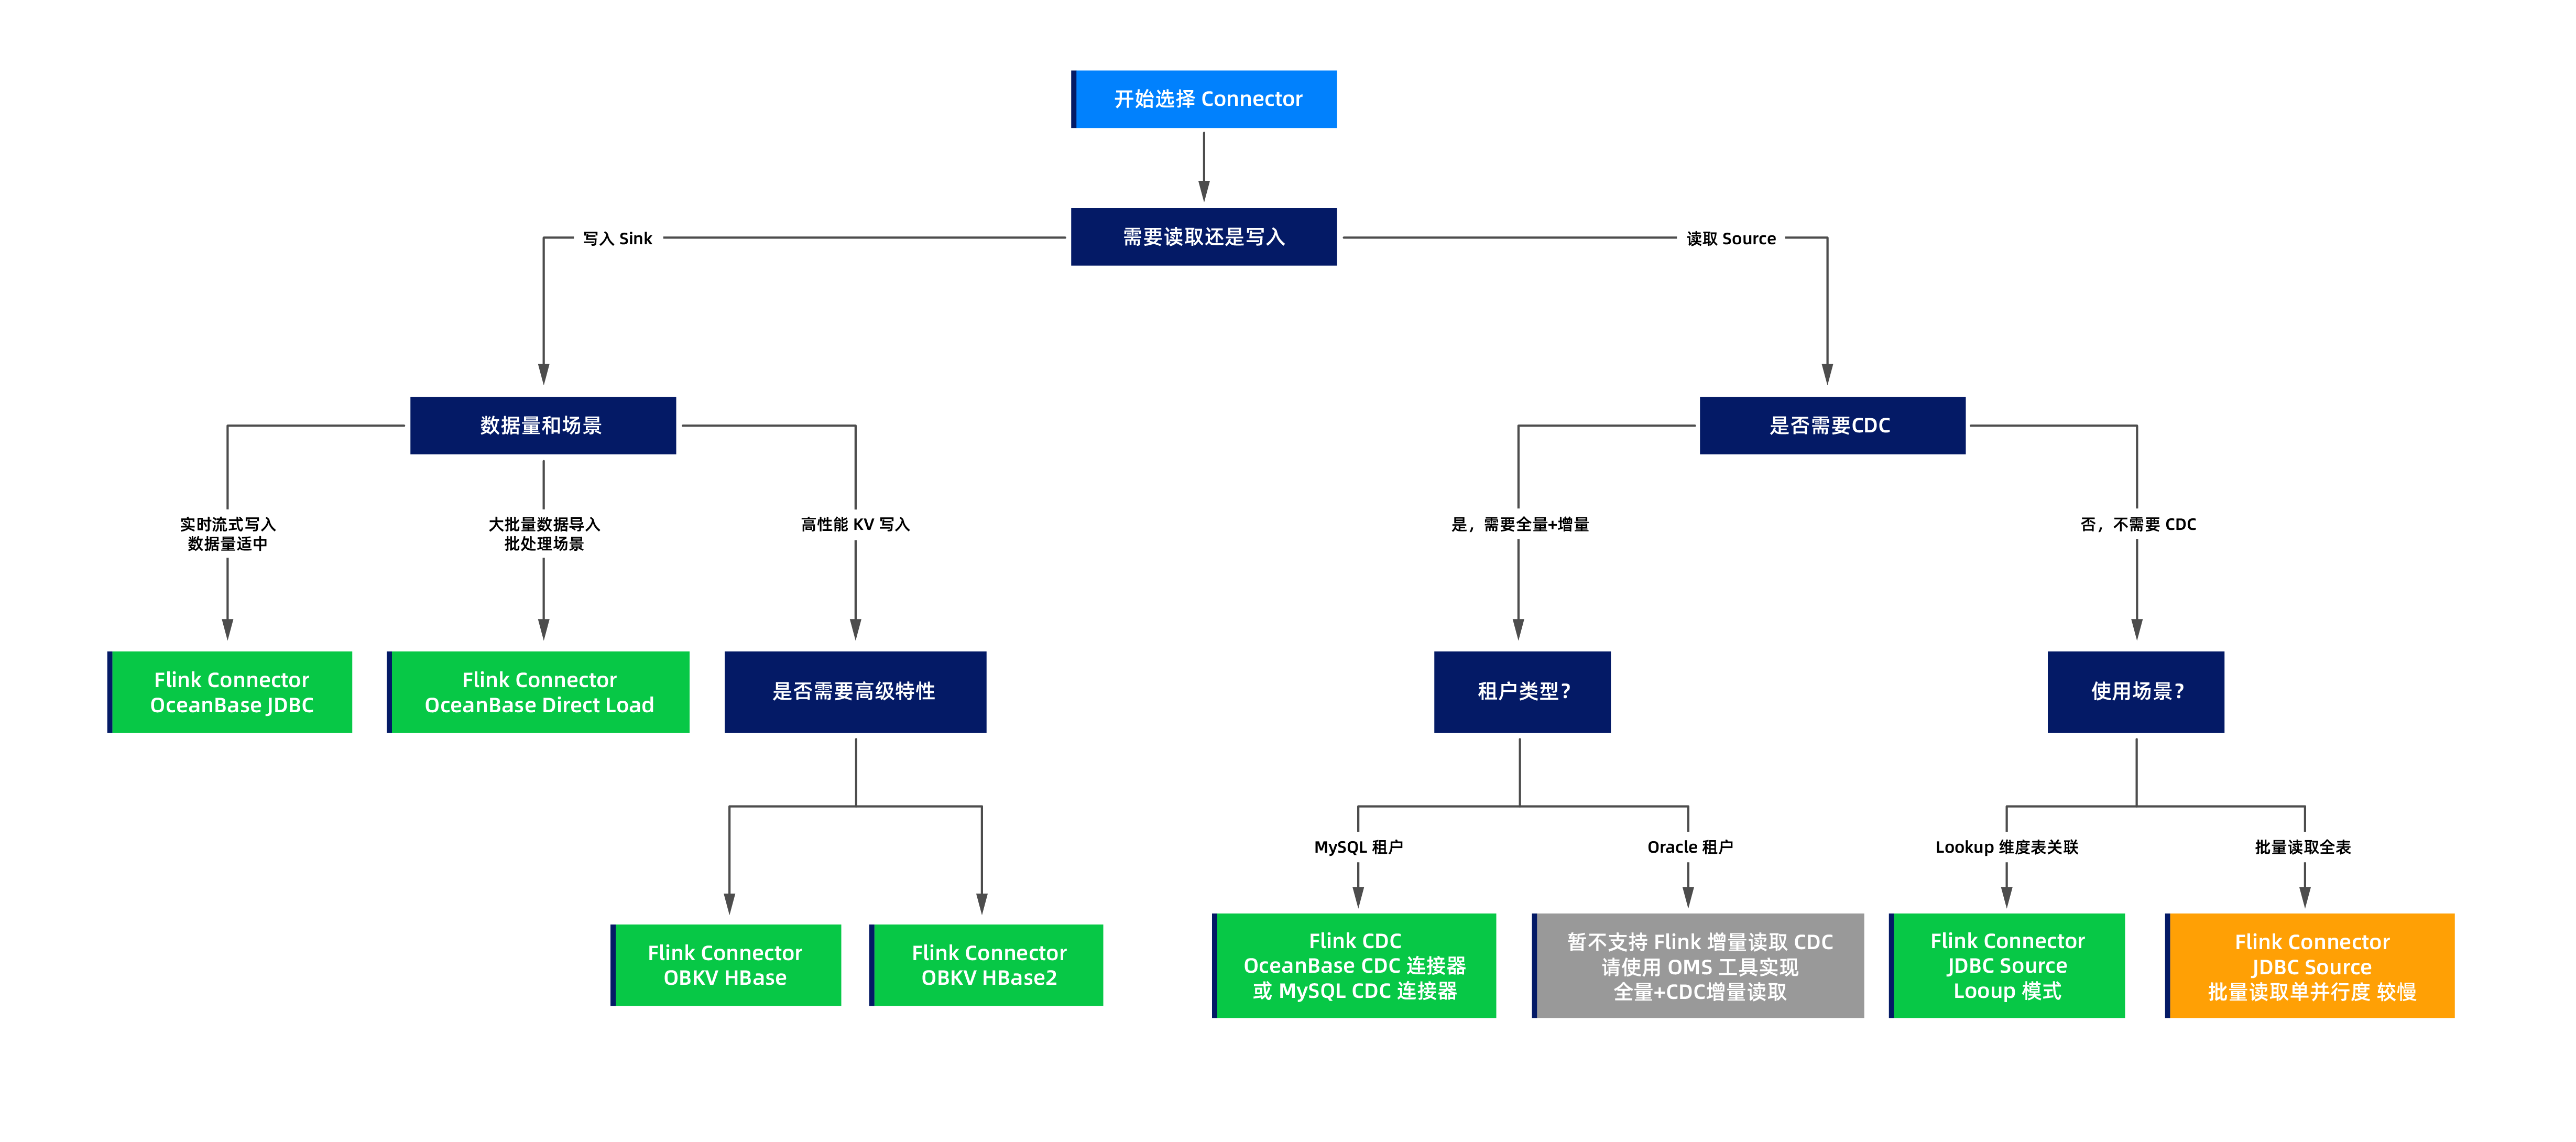 开始选择 Connector
需要读取还是写入
写入 Sink
读取 Source
数据量和场景
是否需要CDC
实时流式写入
数据量适中
大批量数据导入
批处理场景
高性能 KV 写入
是，需要全量+增量
否，不需要 CDC
Flink Connector
OceanBase JDBC
Flink Connector
OceanBase Direct Load
是否需要高级特性
租户类型？
使用场景？
MySQL 租户
Oracle 租户
Lookup 维度表关联
批量读取全表
Flink Connector
OBKV HBase
Flink Connector
OBKV HBase2
Flink CDC
OceanBase CDC 连接器
或 MySQL CDC 连接器
暂不支持 Flink 增量读取 CDC
请使用 OMS 工具实现
全量+CDC增量读取
Flink Connector
JDBC Source
Looup 模式
Flink Connector
JDBC Source
批量读取单并行度 较慢